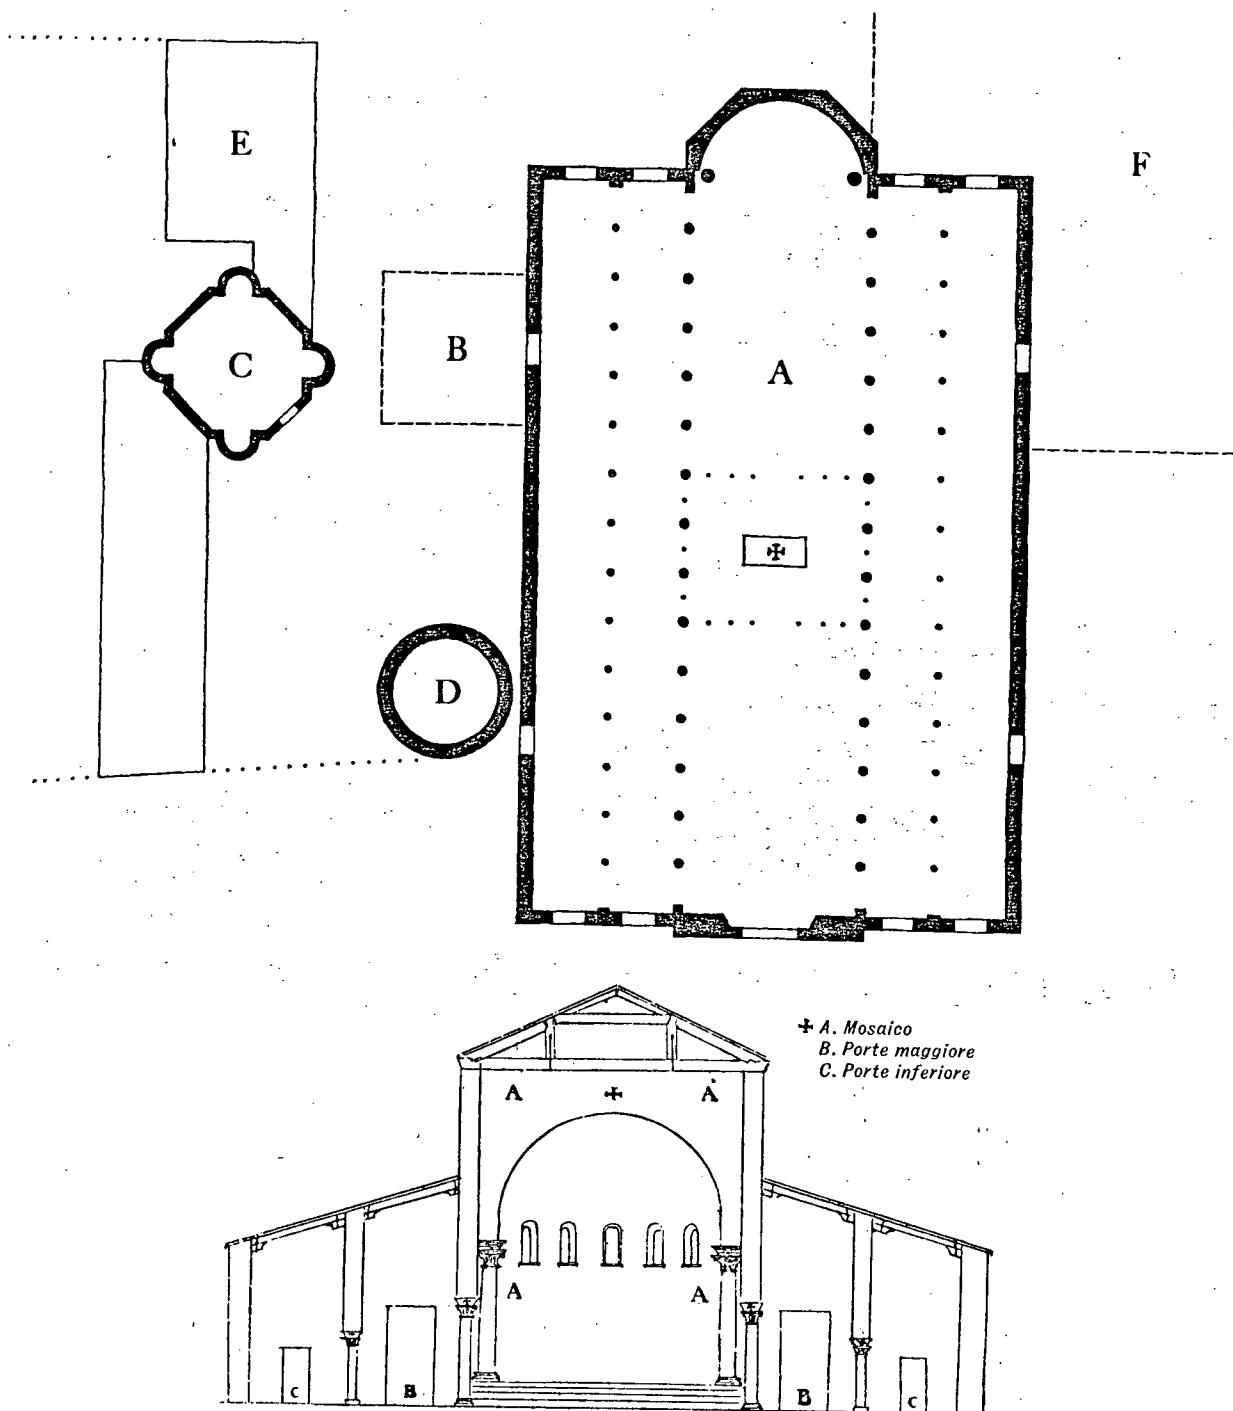 E
F
B
C
A
✠
D
✠ A. Mosaico
B. Porte maggiore
C. Porte inferiore
A ✠ A
A A
C B B C